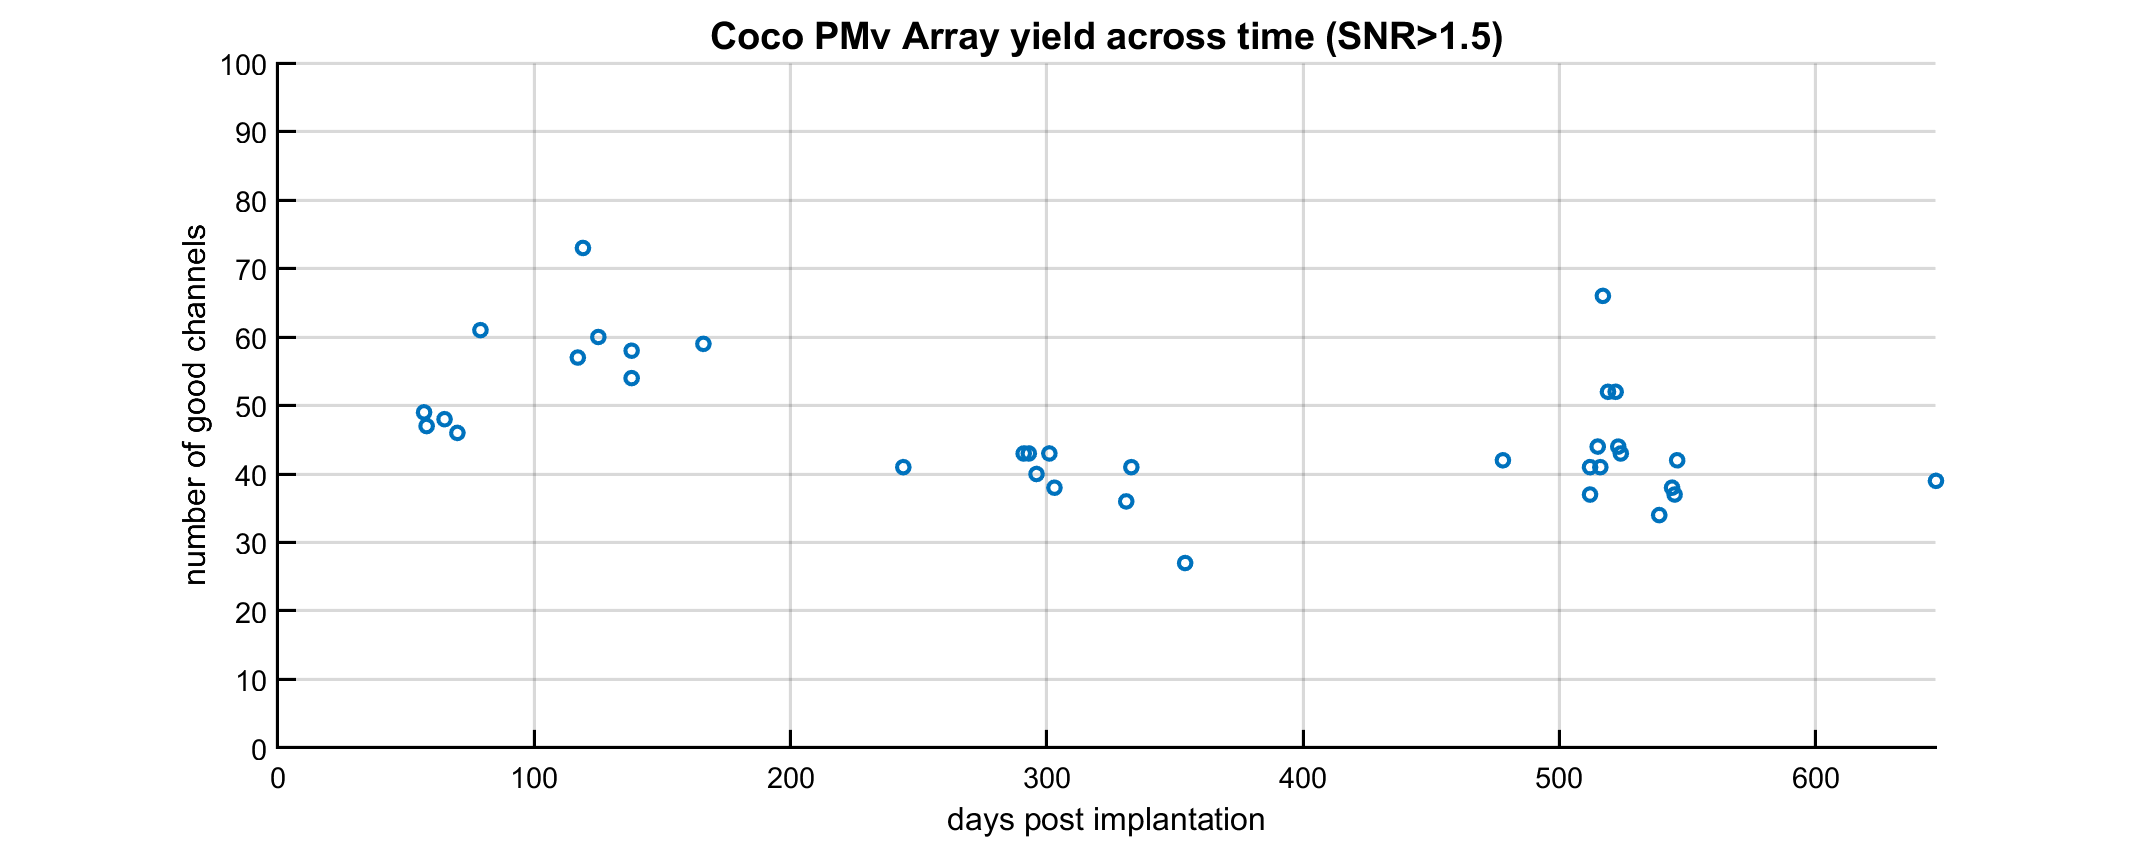 Coco PMv Array yield across time (SNR>1.5)
number of good channels
100
90
80
70
60
50
40
30
20
10
0
0 100 200 300 400 500 600
days post implantation